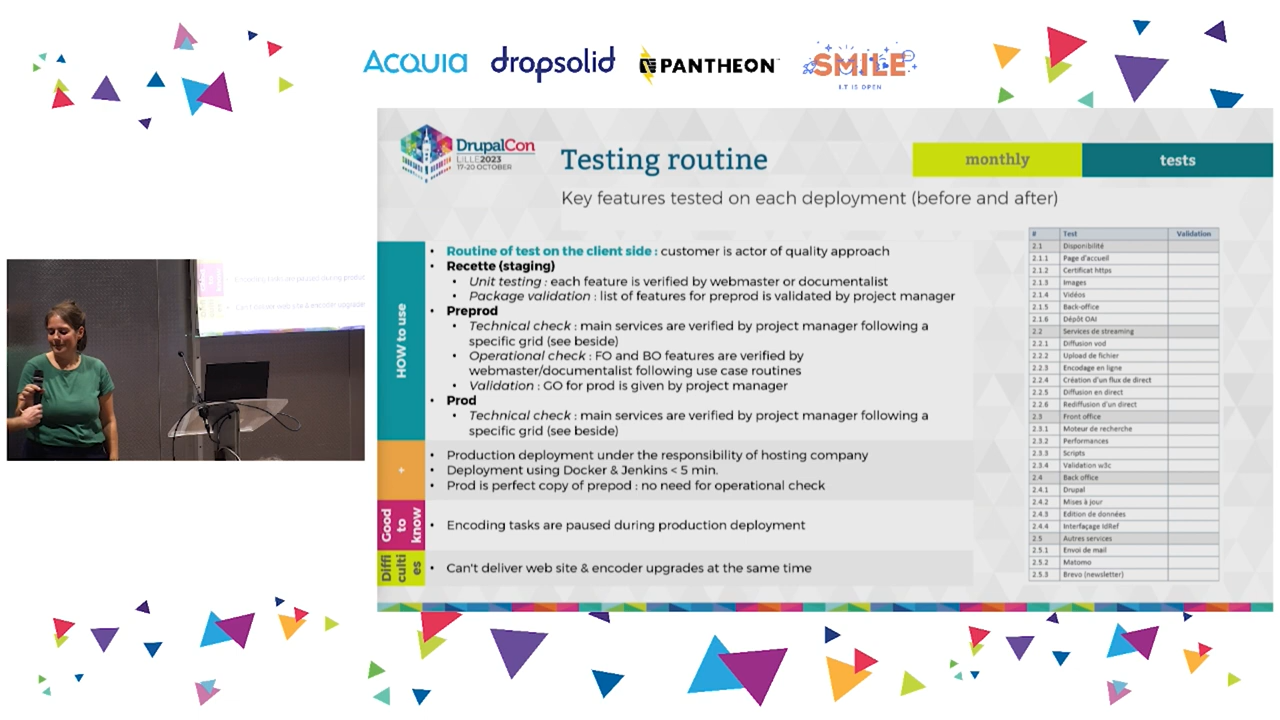 ACQUIA dropsolid PANTHEON SMILE
I.T IS OPEN
DrupalCon
LILLE2023
17-20 OCTOBER
Testing routine
monthly
tests
Key features tested on each deployment (before and after)
HOW to use
• Routine of test on the client side : customer is actor of quality approach
• Recette (staging)
• Unit testing : each feature is verified by webmaster or documentalist
• Package validation : list of features for preprod is validated by project manager
• Preprod
• Technical check : main services are verified by project manager following a
specific grid (see beside)
• Operational check : FO and BO features are verified by
webmaster/documentalist following use case routines
• Validation : GO for prod is given by project manager
• Prod
• Technical check : main services are verified by project manager following a
specific grid (see beside)
+
• Production deployment under the responsibility of hosting company
• Deployment using Docker & Jenkins < 5 min.
• Prod is perfect copy of prepod : no need for operational check
Good
to
know
• Encoding tasks are paused during production deployment
Diffi
culti
es
• Can't deliver web site & encoder upgrades at the same time
# Test Validation
2.1 Disponibilité
2.1.1 Page d'accueil
2.1.2 Certificat https
2.1.3 Images
2.1.4 Vidéos
2.1.5 Back-office
2.1.6 Dépôt OAI
2.2 Services de streaming
2.2.1 Diffusion vod
2.2.2 Upload de fichier
2.2.3 Encodage en ligne
2.2.4 Création d'un flux de direct
2.2.5 Diffusion en direct
2.2.6 Rediffusion d'un direct
2.3 Front office
2.3.1 Moteur de recherche
2.3.2 Performances
2.3.3 Scripts
2.3.4 Validation w3c
2.4 Back office
2.4.1 Drupal
2.4.2 Mises à jour
2.4.3 Edition de données
2.4.4 Interfaçage IdRef
2.5 Autres services
2.5.1 Envoi de mail
2.5.2 Matomo
2.5.3 Brevo (newsletter)